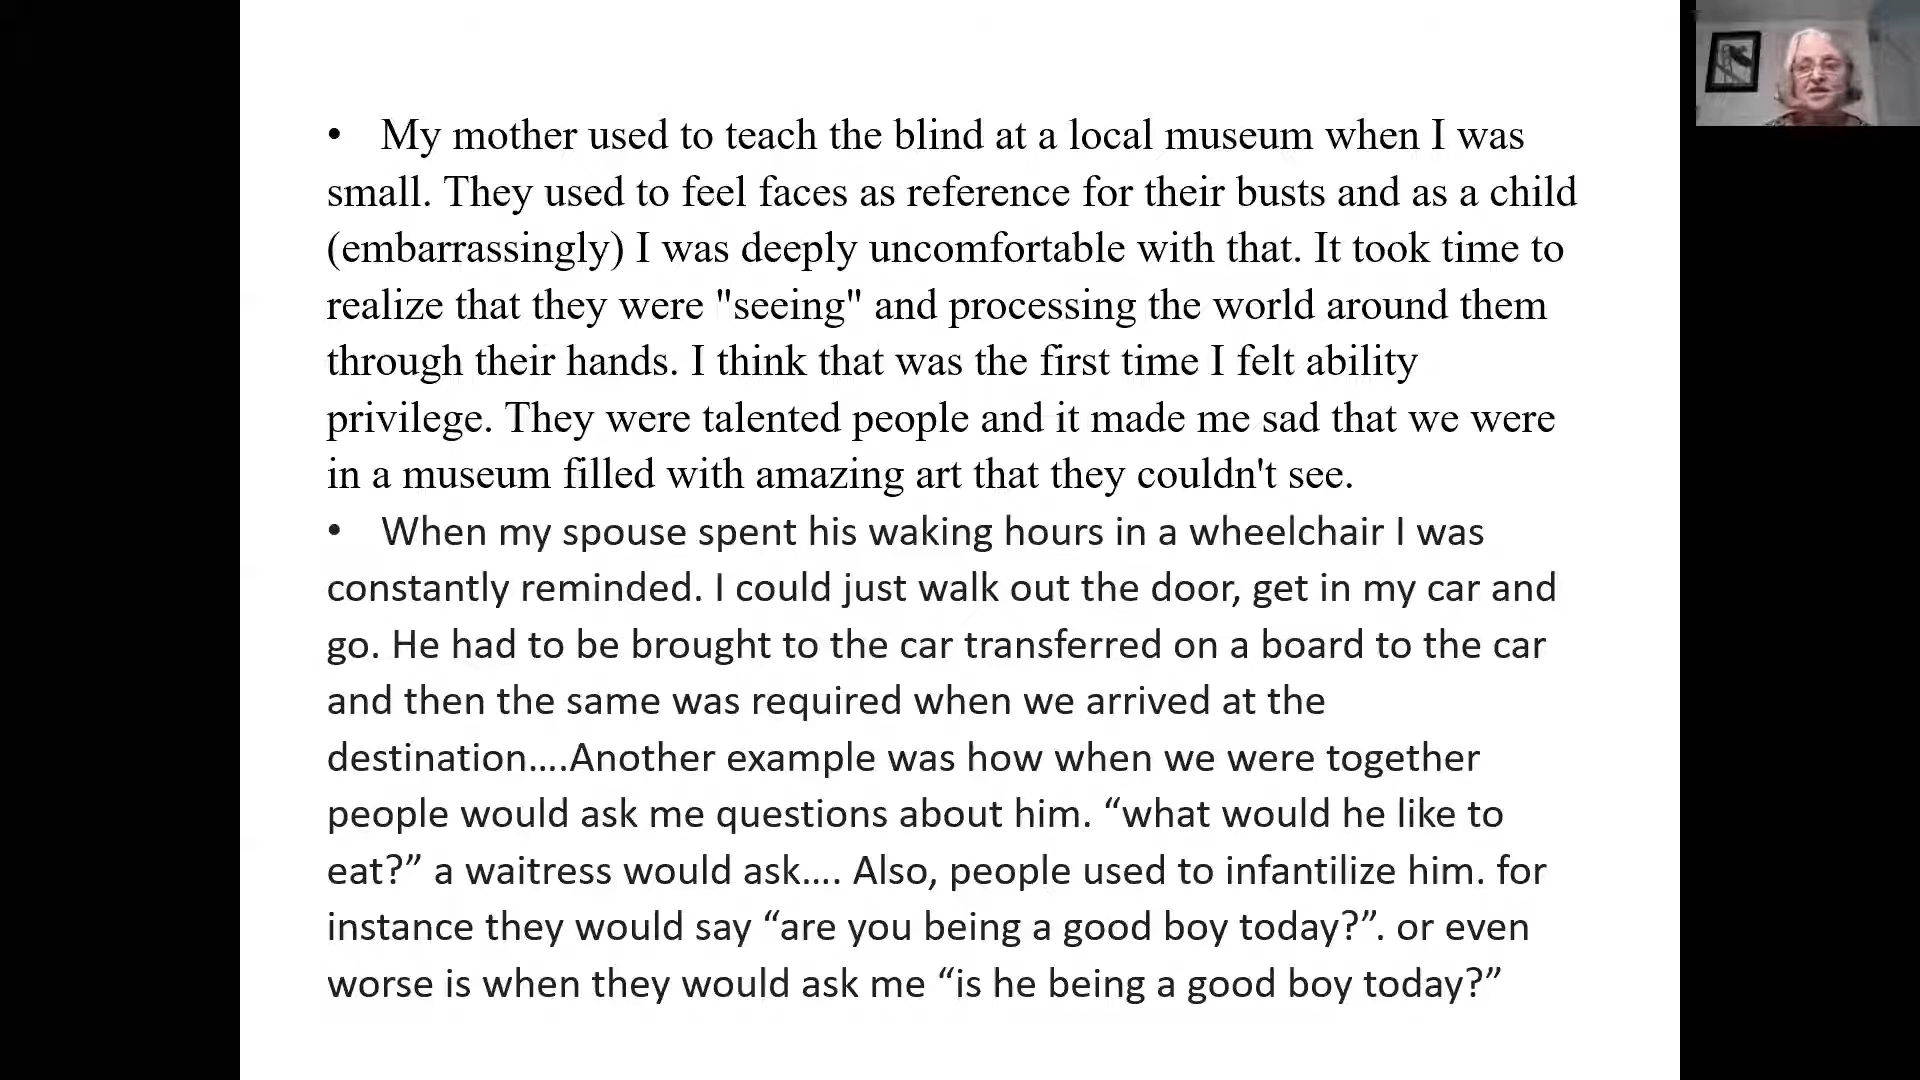 • My mother used to teach the blind at a local museum when I was
small. They used to feel faces as reference for their busts and as a child
(embarrassingly) I was deeply uncomfortable with that. It took time to
realize that they were "seeing" and processing the world around them
through their hands. I think that was the first time I felt ability
privilege. They were talented people and it made me sad that we were
in a museum filled with amazing art that they couldn't see.
• When my spouse spent his waking hours in a wheelchair I was
constantly reminded. I could just walk out the door, get in my car and
go. He had to be brought to the car transferred on a board to the car
and then the same was required when we arrived at the
destination….Another example was how when we were together
people would ask me questions about him. “what would he like to
eat?” a waitress would ask…. Also, people used to infantilize him. for
instance they would say “are you being a good boy today?”. or even
worse is when they would ask me “is he being a good boy today?”